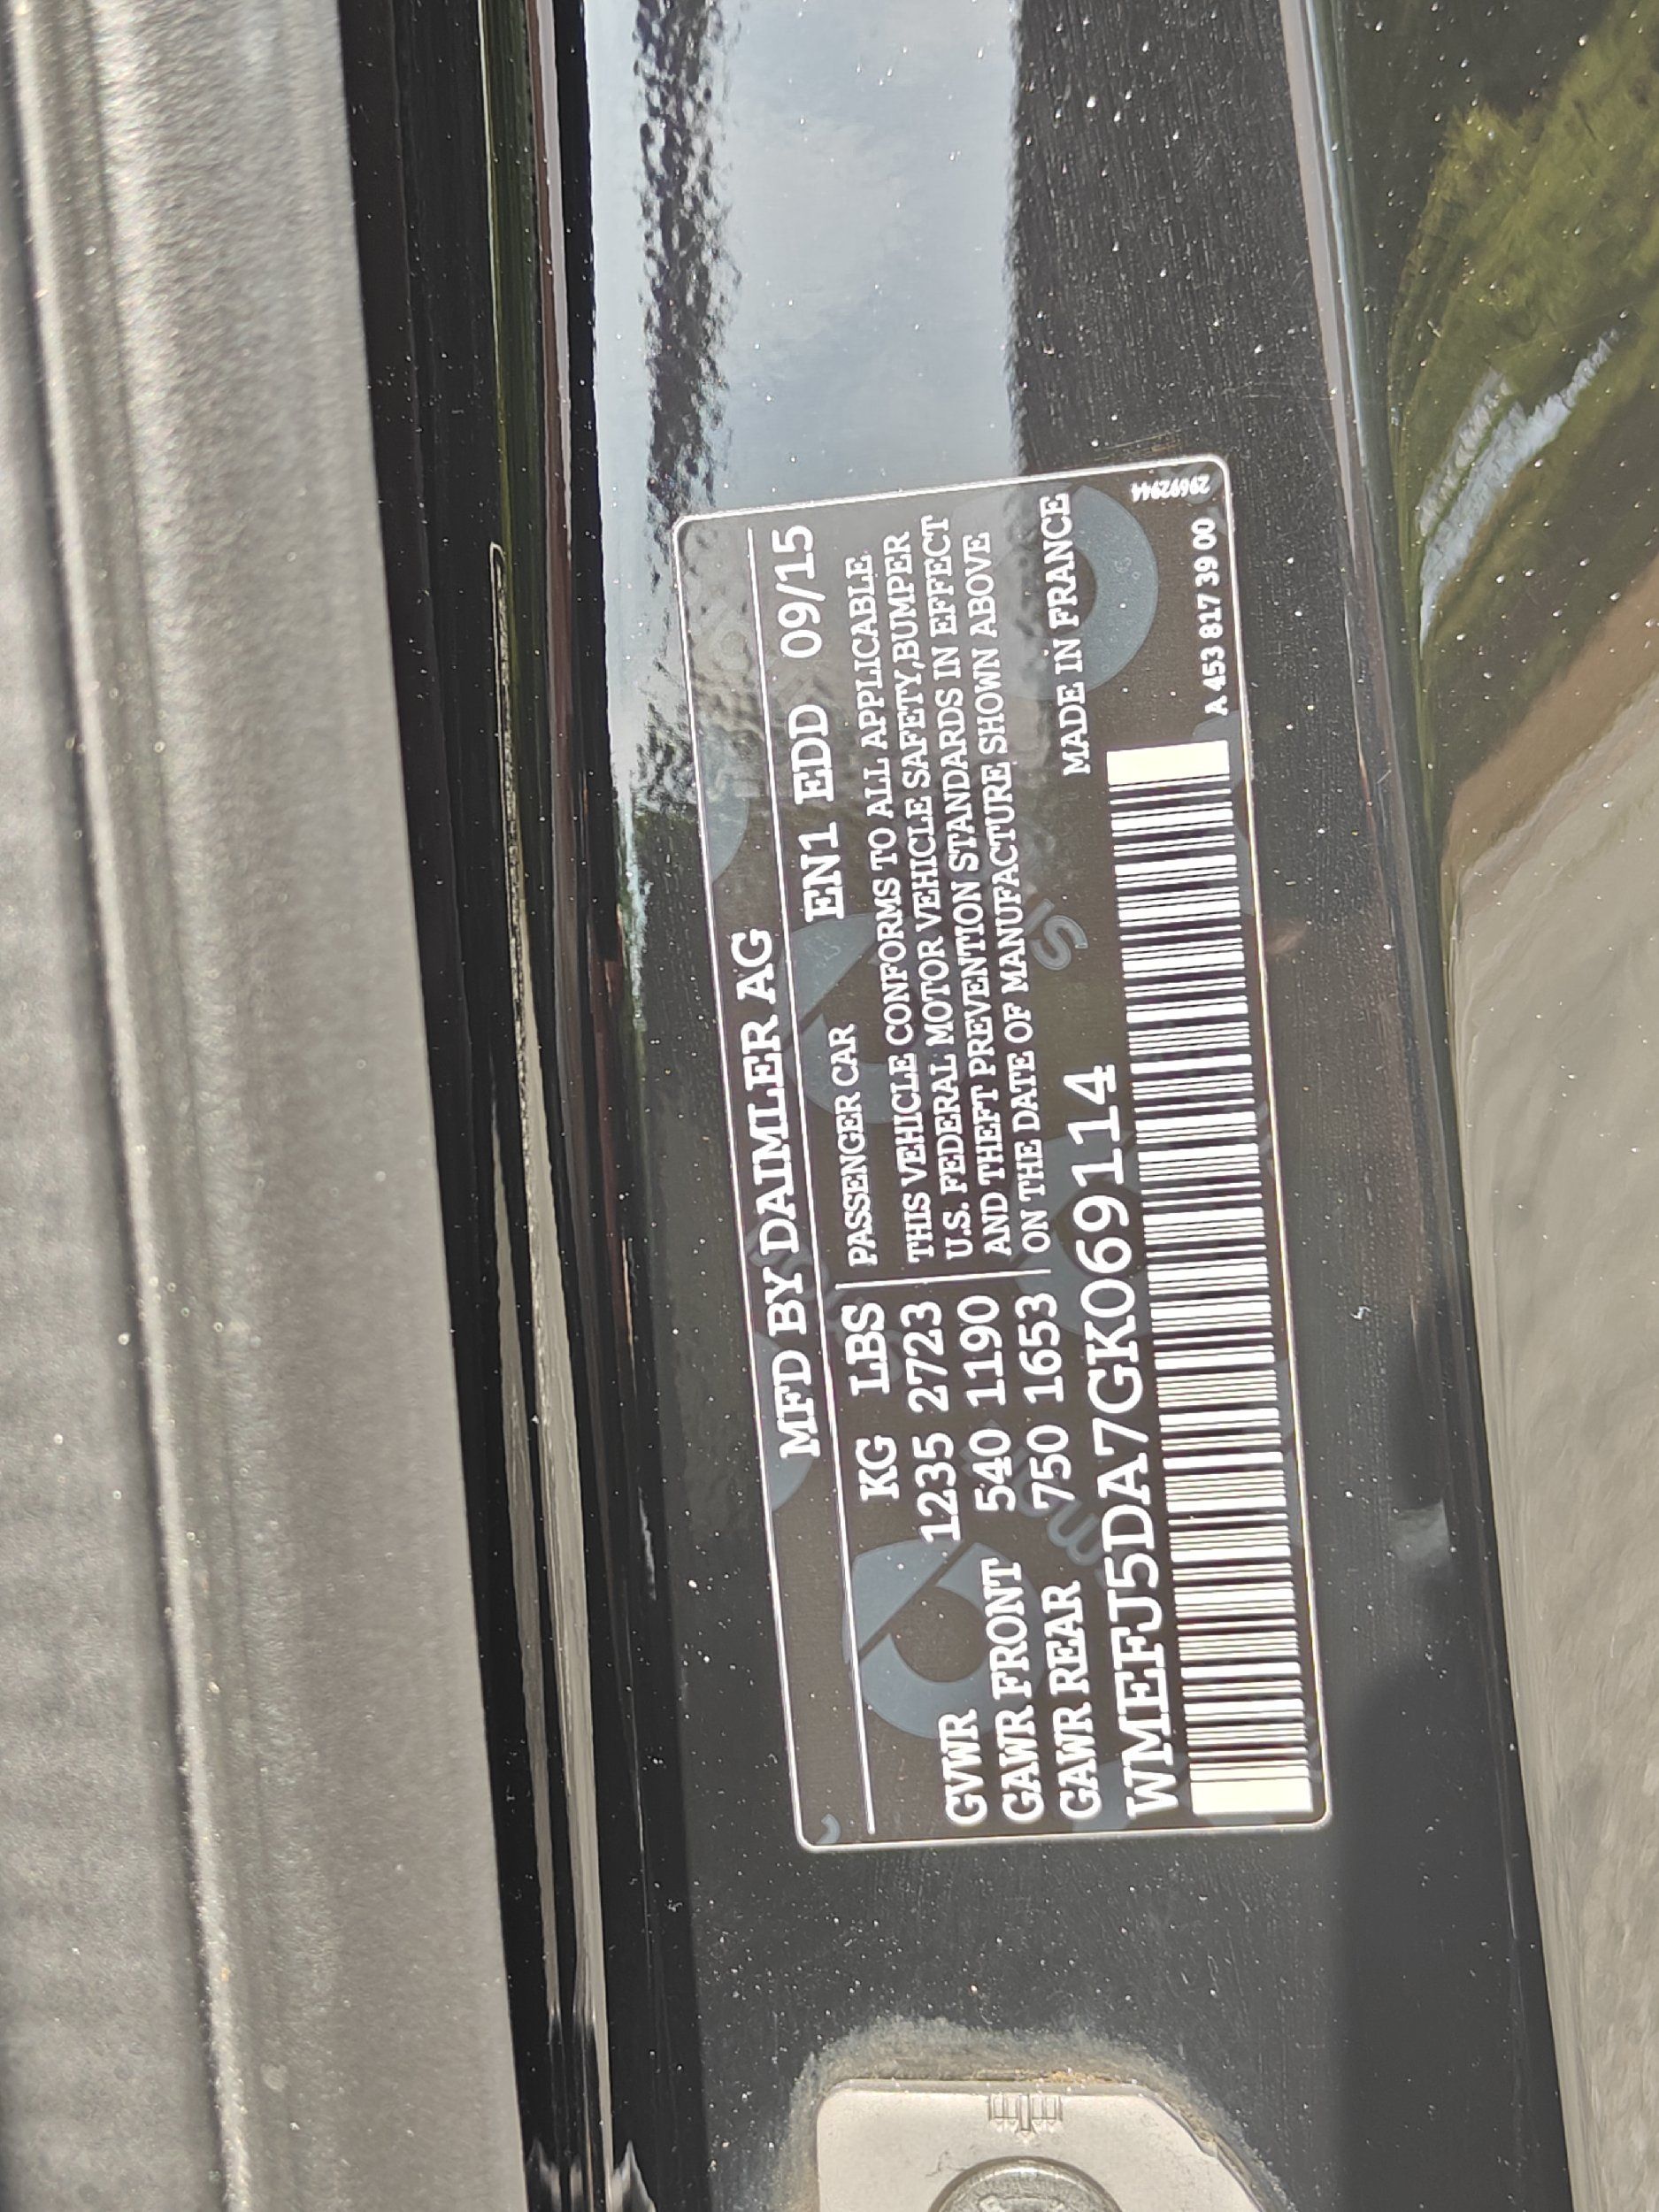 MFD BY DAIMLER AG
EN1 EDD 09/15
KG LBS
PASSENGER CAR
GVWR 1235 2723
THIS VEHICLE CONFORMS TO ALL APPLICABLE
GAWR FRONT 540 1190
U.S. FEDERAL MOTOR VEHICLE SAFETY,BUMPER
AND THEFT PREVENTION STANDARDS IN EFFECT
GAWR REAR 750 1653
ON THE DATE OF MANUFACTURE SHOWN ABOVE
MADE IN FRANCE
WMEFJ5DA7GK069114
A 453 817 39 00
29692944